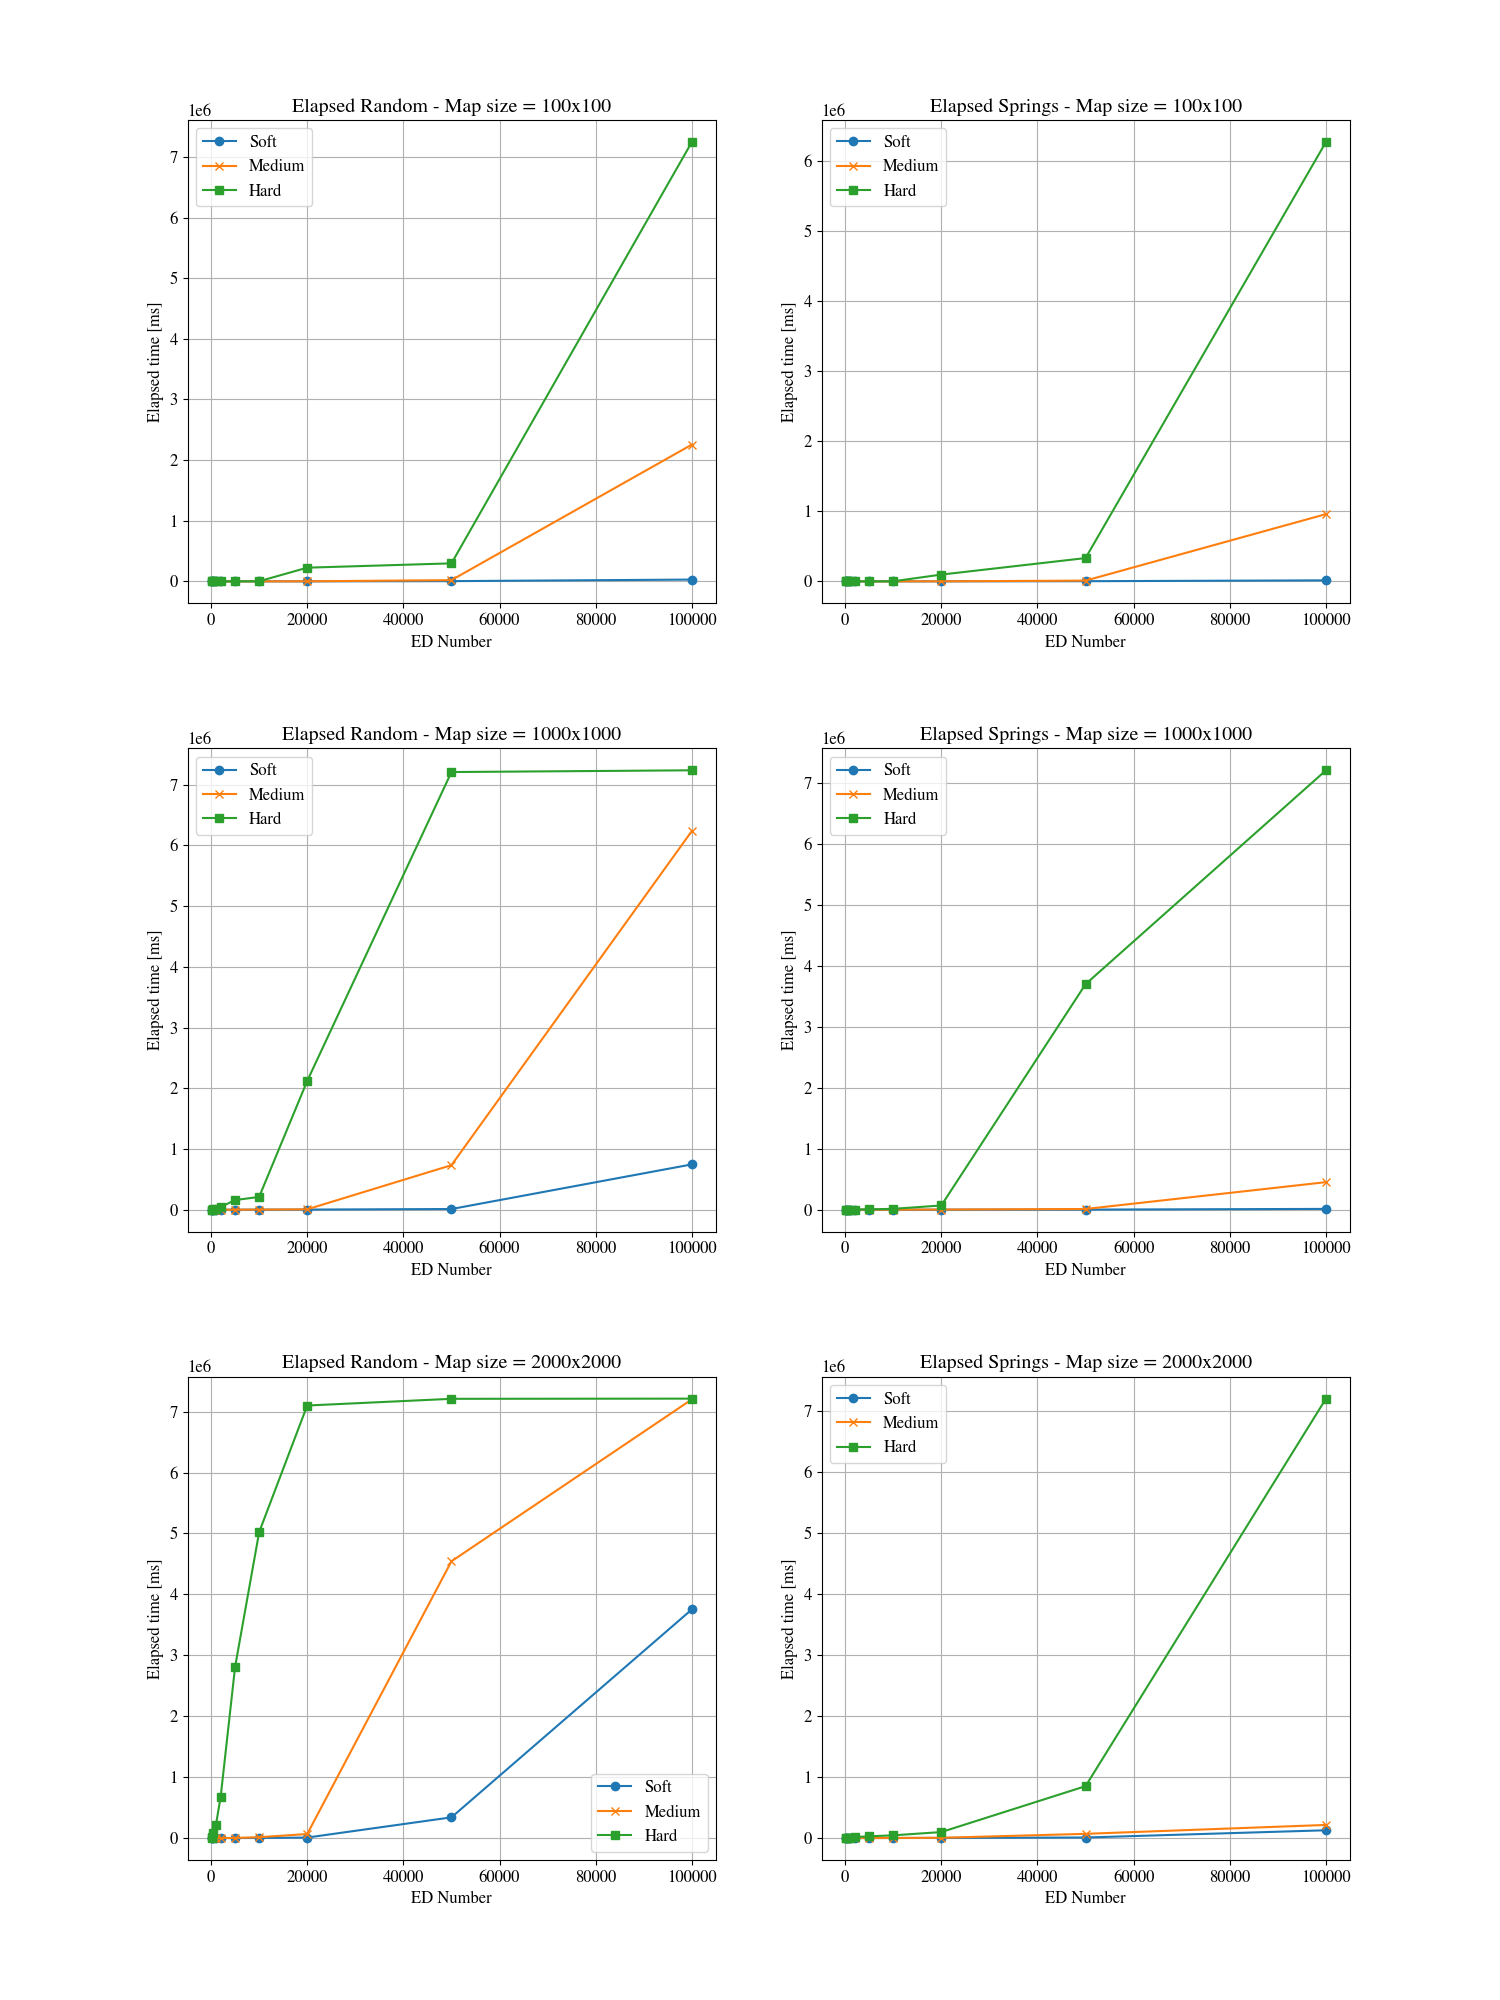 Elapsed Random - Map size = 100x100
1e6
Soft
Medium
Hard
7
6
5
4
3
2
1
0
Elapsed time [ms]
0 20000 40000 60000 80000 100000
ED Number
Elapsed Springs - Map size = 100x100
1e6
Soft
Medium
Hard
6
5
4
3
2
1
0
Elapsed time [ms]
0 20000 40000 60000 80000 100000
ED Number
Elapsed Random - Map size = 1000x1000
1e6
Soft
Medium
Hard
7
6
5
4
3
2
1
0
Elapsed time [ms]
0 20000 40000 60000 80000 100000
ED Number
Elapsed Springs - Map size = 1000x1000
1e6
Soft
Medium
Hard
7
6
5
4
3
2
1
0
Elapsed time [ms]
0 20000 40000 60000 80000 100000
ED Number
Elapsed Random - Map size = 2000x2000
1e6
7
6
5
4
3
2
1
0
Elapsed time [ms]
Soft
Medium
Hard
0 20000 40000 60000 80000 100000
ED Number
Elapsed Springs - Map size = 2000x2000
1e6
Soft
Medium
Hard
7
6
5
4
3
2
1
0
Elapsed time [ms]
0 20000 40000 60000 80000 100000
ED Number